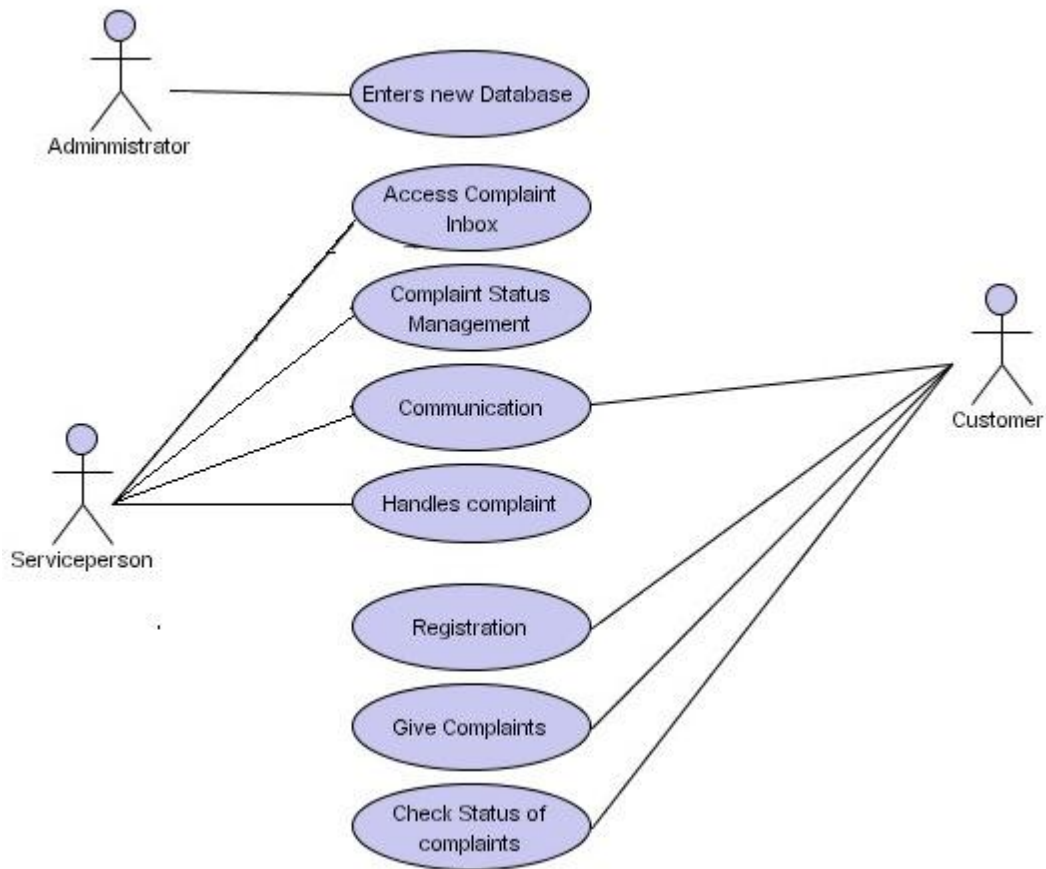 Adminmistrator
Enters new Database
Access Complaint
Inbox
Complaint Status
Management
Communication
Handles complaint
Serviceperson
Customer
Registration
Give Complaints
Check Status of
complaints